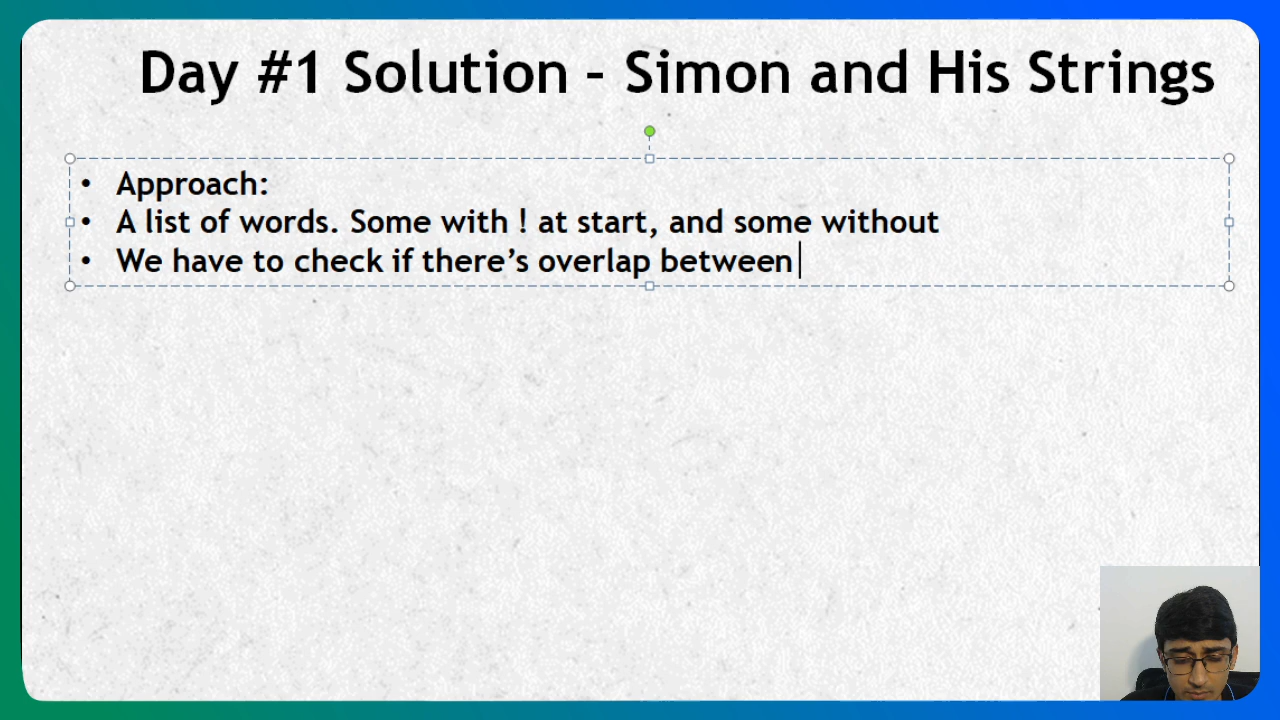 Day #1 Solution - Simon and His Strings
• Approach:
• A list of words. Some with ! at start, and some without
• We have to check if there’s overlap between